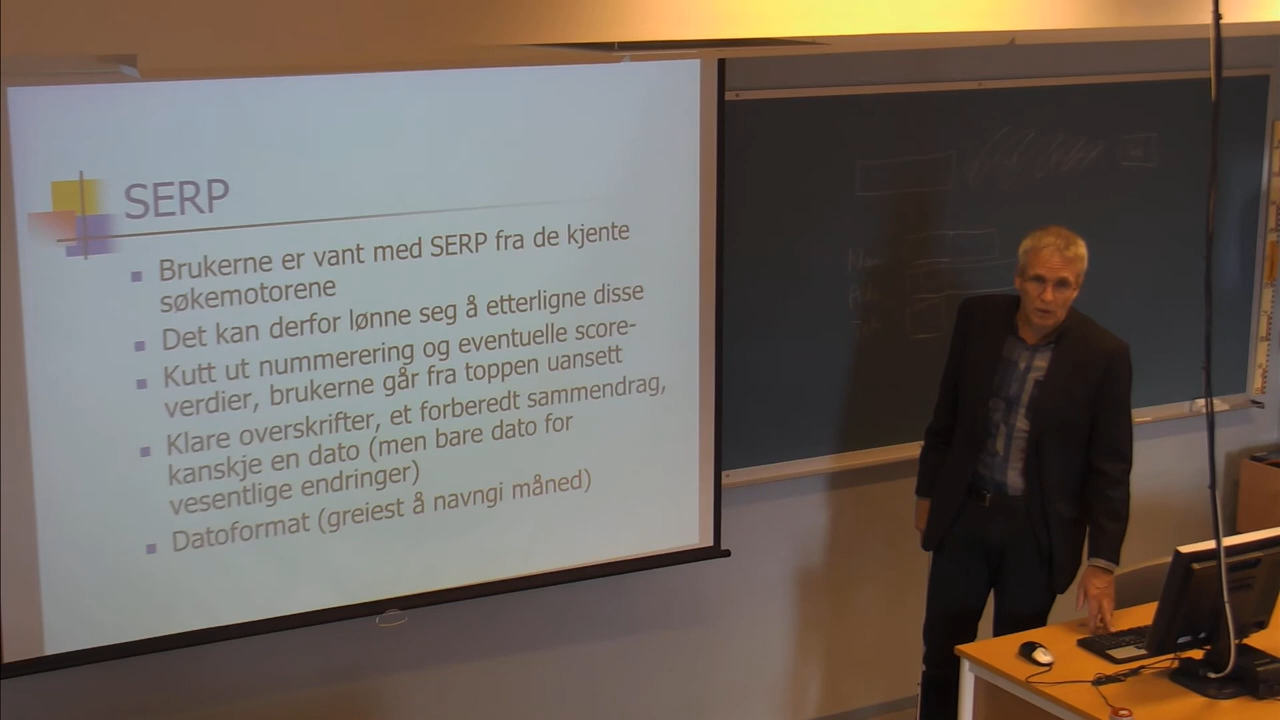 SERP
Brukerne er vant med SERP fra de kjente
søkemotorene
Det kan derfor lønne seg å etterligne disse
Kutt ut nummerering og eventuelle score-
verdier, brukerne går fra toppen uansett
Klare overskrifter, et forberedt sammendrag,
kanskje en dato (men bare dato for
vesentlige endringer)
Datoformat (greiest å navngi måned)